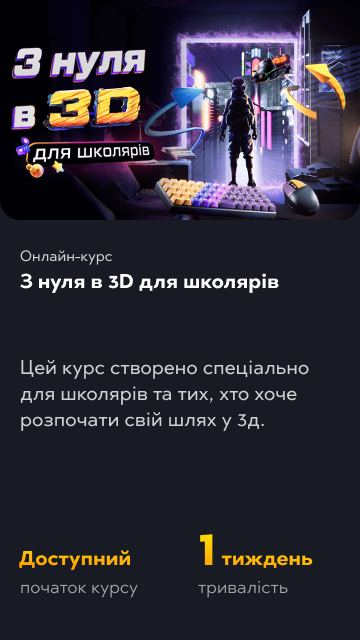 З нуля
в 3D
для школярів
Онлайн-курс
З нуля в 3D для школярів
Цей курс створено спеціально
для школярів та тих, хто хоче
розпочати свій шлях у 3д.
Доступний
початок курсу
1 тиждень
тривалість